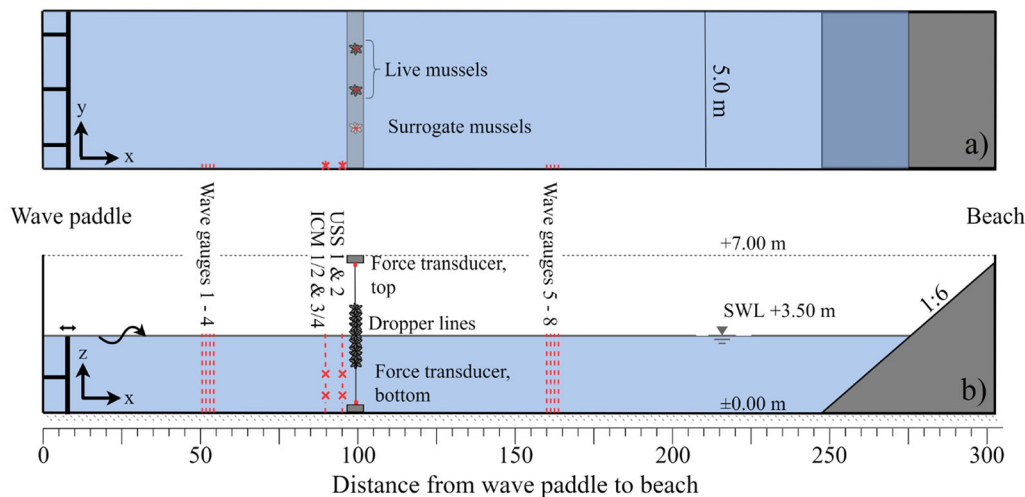 Live mussels
5.0 m
Surrogate mussels
y
x
a)
Wave paddle
Beach
Wave gauges 1 - 4
USS 1 & 2
ICM 1/2 & 3/4
Wave gauges 5 - 8
+7.00 m
Force transducer,
top
1:6
SWL +3.50 m
Dropper lines
z
x
Force transducer,
bottom
±0.00 m
b)
0 50 100 150 200 250 300
Distance from wave paddle to beach